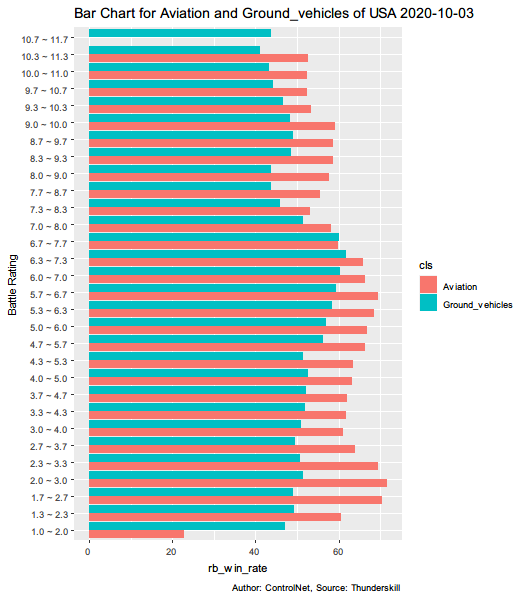 Bar Chart for Aviation and Ground_vehicles of USA 2020-10-03
Battle Rating
10.7 ~ 11.7
10.3 ~ 11.3
10.0 ~ 11.0
9.7 ~ 10.7
9.3 ~ 10.3
9.0 ~ 10.0
8.7 ~ 9.7
8.3 ~ 9.3
8.0 ~ 9.0
7.7 ~ 8.7
7.3 ~ 8.3
7.0 ~ 8.0
6.7 ~ 7.7
6.3 ~ 7.3
6.0 ~ 7.0
5.7 ~ 6.7
5.3 ~ 6.3
5.0 ~ 6.0
4.7 ~ 5.7
4.3 ~ 5.3
4.0 ~ 5.0
3.7 ~ 4.7
3.3 ~ 4.3
3.0 ~ 4.0
2.7 ~ 3.7
2.3 ~ 3.3
2.0 ~ 3.0
1.7 ~ 2.7
1.3 ~ 2.3
1.0 ~ 2.0
0 20 40 60
rb_win_rate
cls
Aviation
Ground_vehicles
Author: ControlNet, Source: Thunderskill